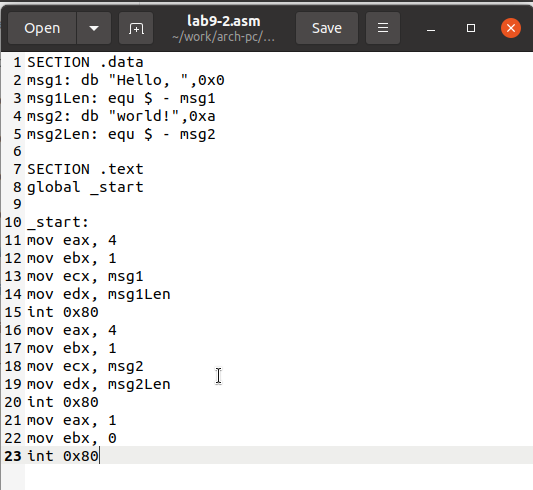 lab9-2.asm
Open
~/work/arch-pc/...
Save
1 SECTION .data
2 msg1: db "Hello, ",0x0
3 msg1Len: equ $ - msg1
4 msg2: db "world!",0xa
5 msg2Len: equ $ - msg2
6
7 SECTION .text
8 global _start
9
10 _start:
11 mov eax, 4
12 mov ebx, 1
13 mov ecx, msg1
14 mov edx, msg1Len
15 int 0x80
16 mov eax, 4
17 mov ebx, 1
18 mov ecx, msg2
19 mov edx, msg2Len
20 int 0x80
21 mov eax, 1
22 mov ebx, 0
23 int 0x80